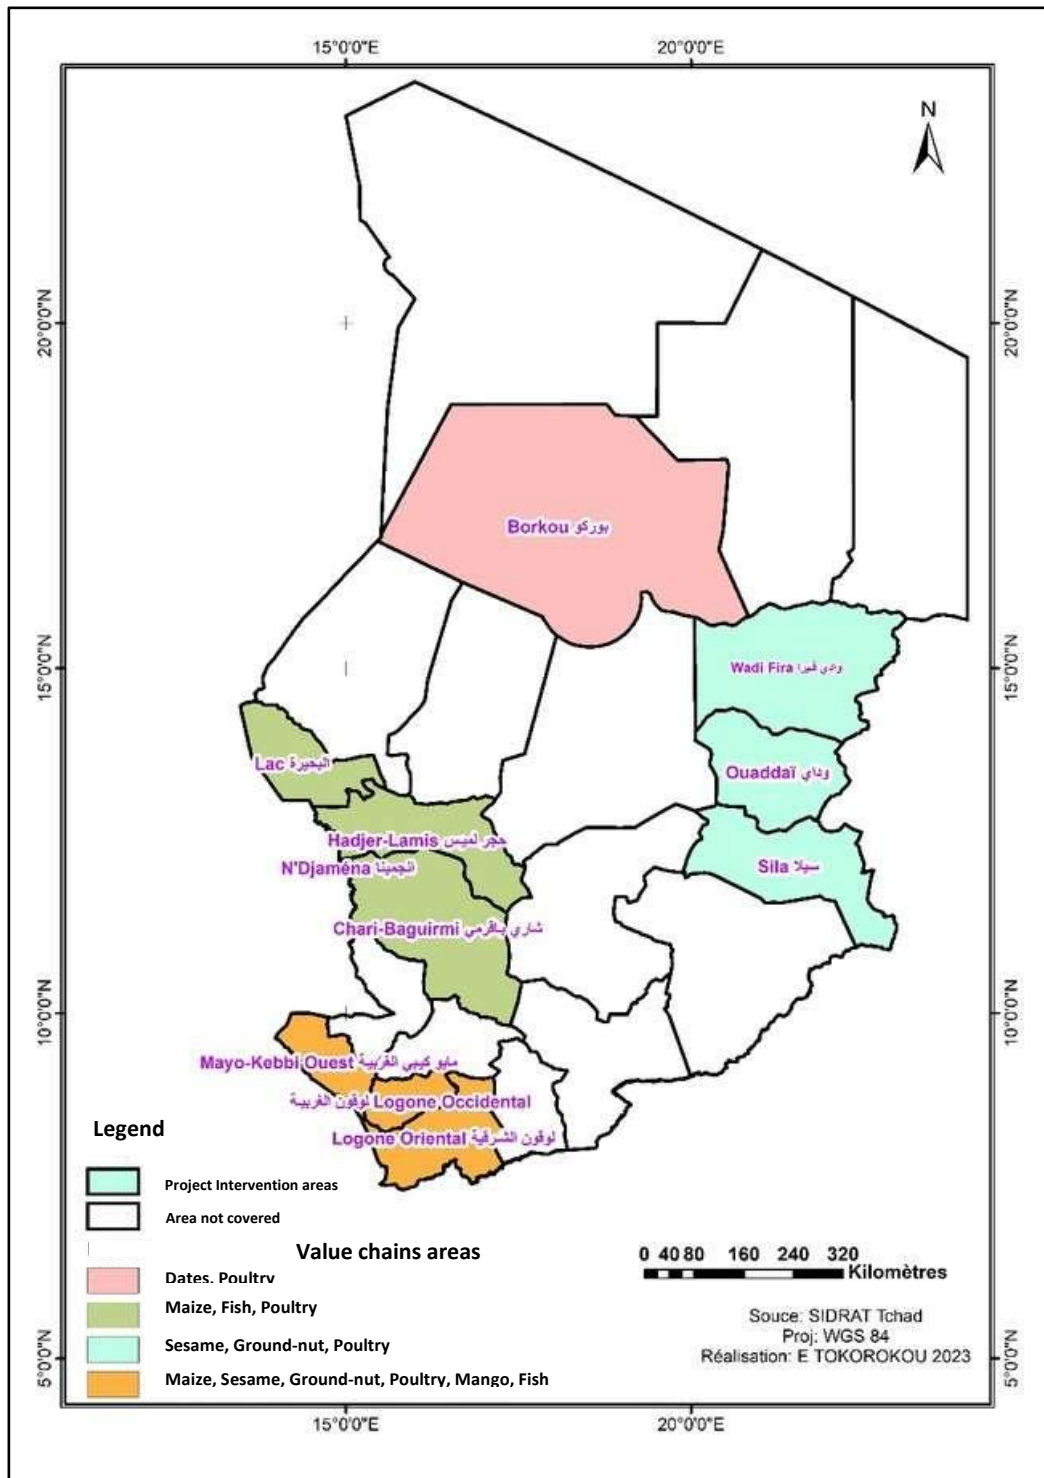 15°0'0"E 20°0'0"E
N
20°0'0"N 20°0'0"N
Borkou بوركو
15°0'0"N 15°0'0"N
Wadi Fira وادي فيرا
Lac البحيرة
Ouaddaï وداي
Hadjer-Lamis حجر لميس
N'Djaména انجمينا
Sila سيلا
Chari-Baguirmi شاري باقرمي
10°0'0"N 10°0'0"N
Mayo-Kebbi Ouest مايو كيبي الغربية
لوقون الغربية Logone Occidental
Logone Oriental لوقون الشرقية
Legend
Project Intervention areas
Area not covered
Value chains areas
0 40 80 160 240 320
Kilomètres
Dates, Poultry
Maize, Fish, Poultry
Souce: SIDRAT Tchad
Proj: WGS 84
Réalisation: E TOKOROKOU 2023
Sesame, Ground-nut, Poultry
Maize, Sesame, Ground-nut, Poultry, Mango, Fish
5°0'0"N 5°0'0"N
15°0'0"E 20°0'0"E